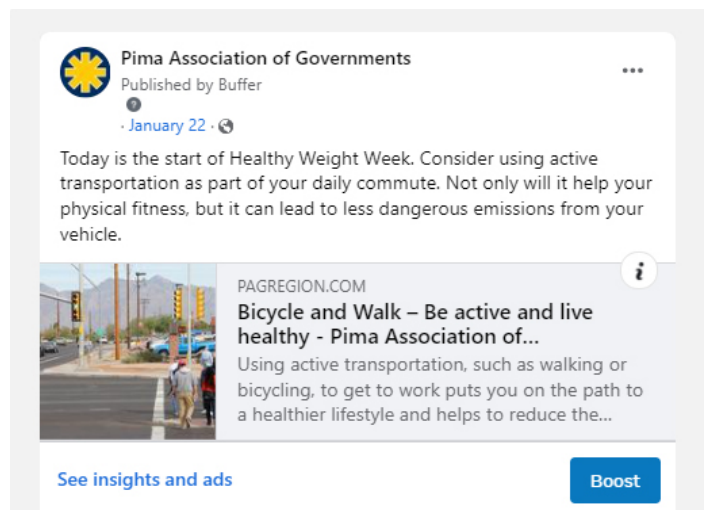 Pima Association of Governments
Published by Buffer
?
· January 22 ·
Today is the start of Healthy Weight Week. Consider using active
transportation as part of your daily commute. Not only will it help your
physical fitness, but it can lead to less dangerous emissions from your
vehicle.
i
PAGREGION.COM
Bicycle and Walk – Be active and live
healthy - Pima Association of...
Using active transportation, such as walking or
bicycling, to get to work puts you on the path to
a healthier lifestyle and helps to reduce the...
See insights and ads
Boost